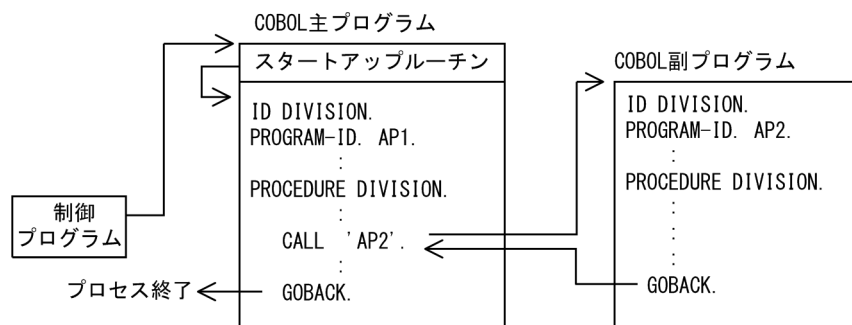 COBOL主プログラム
スタートアップルーチン
ID DIVISION.
PROGRAM-ID. AP1.
:
PROCEDURE DIVISION.
:
CALL 'AP2'.
:
GOBACK.
制御
プログラム
プロセス終了
COBOL副プログラム
ID DIVISION.
PROGRAM-ID. AP2.
:
PROCEDURE DIVISION.
:
:
:
GOBACK.